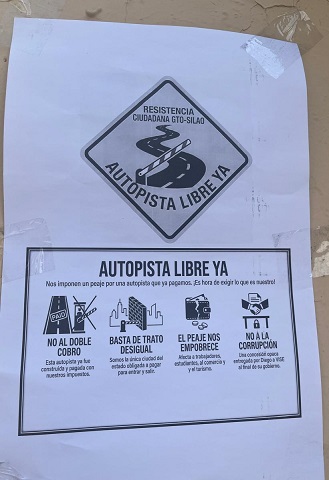 RESISTENCIA
CIUDADANA GTO-SILAO
AUTOPISTA LIBRE YA
AUTOPISTA LIBRE YA
Nos imponen un peaje por una autopista que ya pagamos. ¡Es hora de exigir lo que es nuestro!
PAID
NO AL DOBLE
COBRO
Esta autopista ya fue
construida y pagada con
nuestros impuestos.
BASTA DE TRATO
DESIGUAL
Somos la única ciudad del
estado obligada a pagar
para entrar y salir.
EL PEAJE NOS
EMPOBRECE
Afecta a trabajadores,
estudiantes, al comercio y
y el turismo.
NO A LA
CORRUPCIÓN
Una concesión opaca
entregada por Diego a VISE
al final de su gobierno.